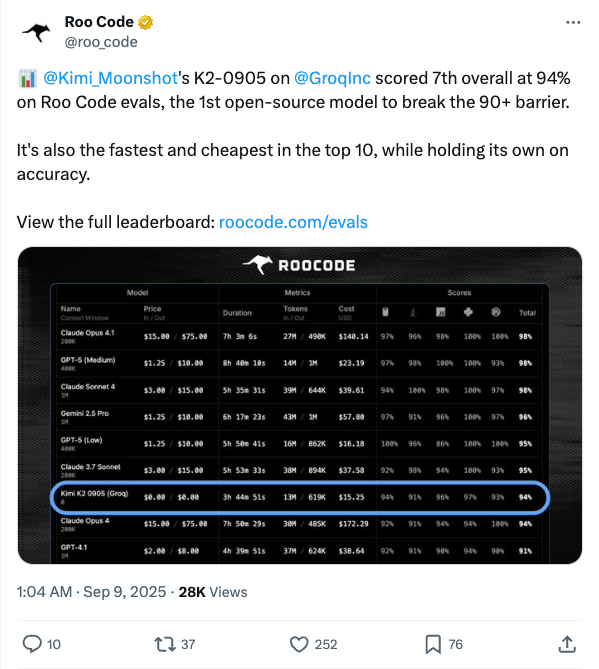 Roo Code
@roo_code
@Kimi_Moonshot's K2-0905 on @GroqInc scored 7th overall at 94%
on Roo Code evals, the 1st open-source model to break the 90+ barrier.
It's also the fastest and cheapest in the top 10, while holding its own on
accuracy.
View the full leaderboard: roocode.com/evals
ROOCODE
Model Metrics Scores
Name Price Duration Tokens Cost Total
Context Window In / Out In / Out USD
Claude Opus 4.1 $15.00 / $75.00 7h 3m 6s 27M / 490K $140.14 97% 96% 98% 100% 100% 98%
200K
GPT-5 (Medium) $1.25 / $10.00 8h 40m 10s 14M / 1M $23.19 97% 98% 100% 100% 93% 98%
400K
Claude Sonnet 4 $3.00 / $15.00 5h 35m 31s 39M / 644K $39.61 94% 100% 98% 100% 97% 98%
1M
Gemini 2.5 Pro $1.25 / $10.00 6h 17m 23s 43M / 1M $57.80 97% 91% 96% 100% 97% 96%
1M
GPT-5 (Low) $1.25 / $10.00 5h 50m 41s 16M / 862K $16.18 100% 96% 86% 100% 100% 95%
400K
Claude 3.7 Sonnet $3.00 / $15.00 5h 53m 33s 38M / 894K $37.58 92% 98% 94% 100% 93% 95%
200K
Kimi K2 0905 (Groq) $0.00 / $0.00 3h 44m 51s 13M / 619K $15.25 94% 91% 96% 97% 93% 94%
0
Claude Opus 4 $15.00 / $75.00 7h 50m 29s 30M / 485K $172.29 92% 91% 94% 94% 100% 94%
200K
GPT-4.1 $2.00 / $8.00 4h 39m 51s 37M / 624K $38.64 92% 91% 90% 94% 90% 91%
1M
1:04 AM · Sep 9, 2025 · 28K Views
10 37 252 76